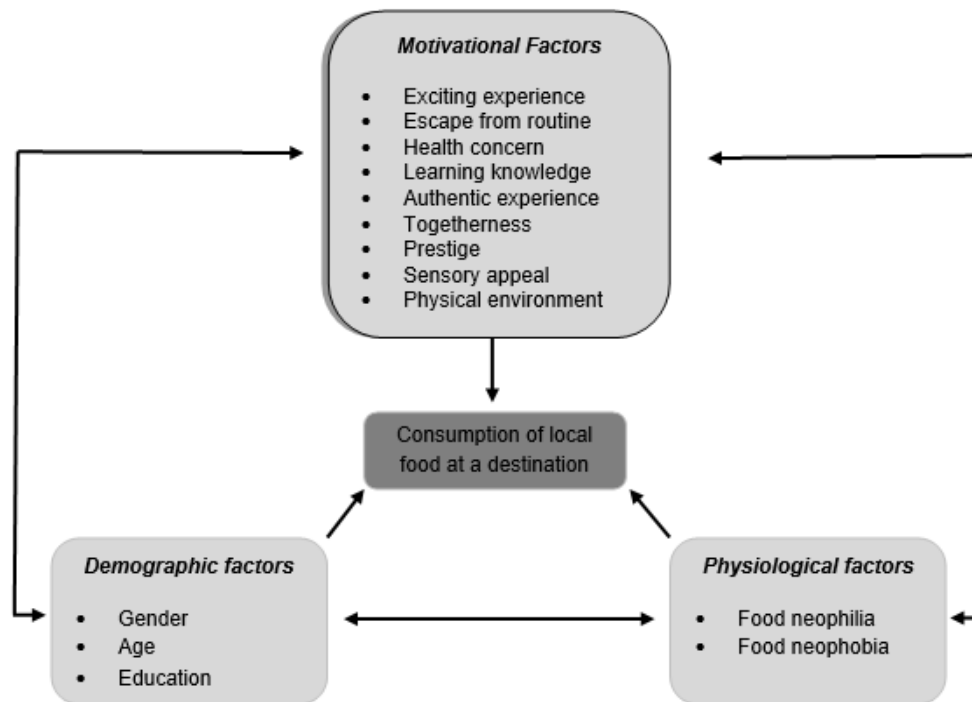 Motivational Factors
• Exciting experience
• Escape from routine
• Health concern
• Learning knowledge
• Authentic experience
• Togetherness
• Prestige
• Sensory appeal
• Physical environment
Consumption of local
food at a destination
Demographic factors
• Gender
• Age
• Education
Physiological factors
• Food neophilia
• Food neophobia